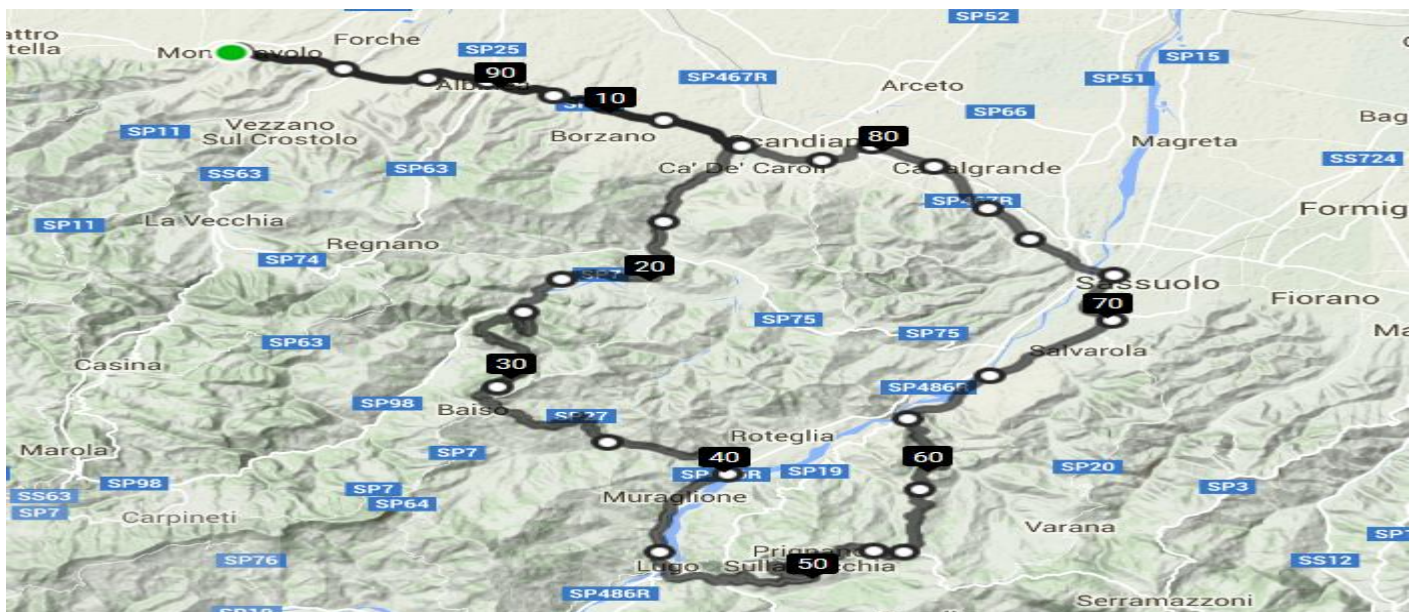 SP52
attro
tella
Forche
SP25
SP15
SP467R
SP51
90
10
Arceto
80
SP66
Bag
SP11
Vezzano
Sul Crostolo
Borzano
Magreta
SS724
SS63
SP63
Ca' De' Caroli
SP11
La Vecchia
Regnano
Formig
SP74
20
Sassuolo
Fiorano
70
SP75
SP75
SP63
Salvarola
Casina
30
SP98
SP486R
Baiso
SP27
Roteglia
Marola
SP7
40
60
SP19
SP20
SP98
SP7
SP3
SS63
SP7
SP64
Muraglione
Carpineti
Varana
SP76
50
Lugo
SS12
SP486R
Serramazzoni